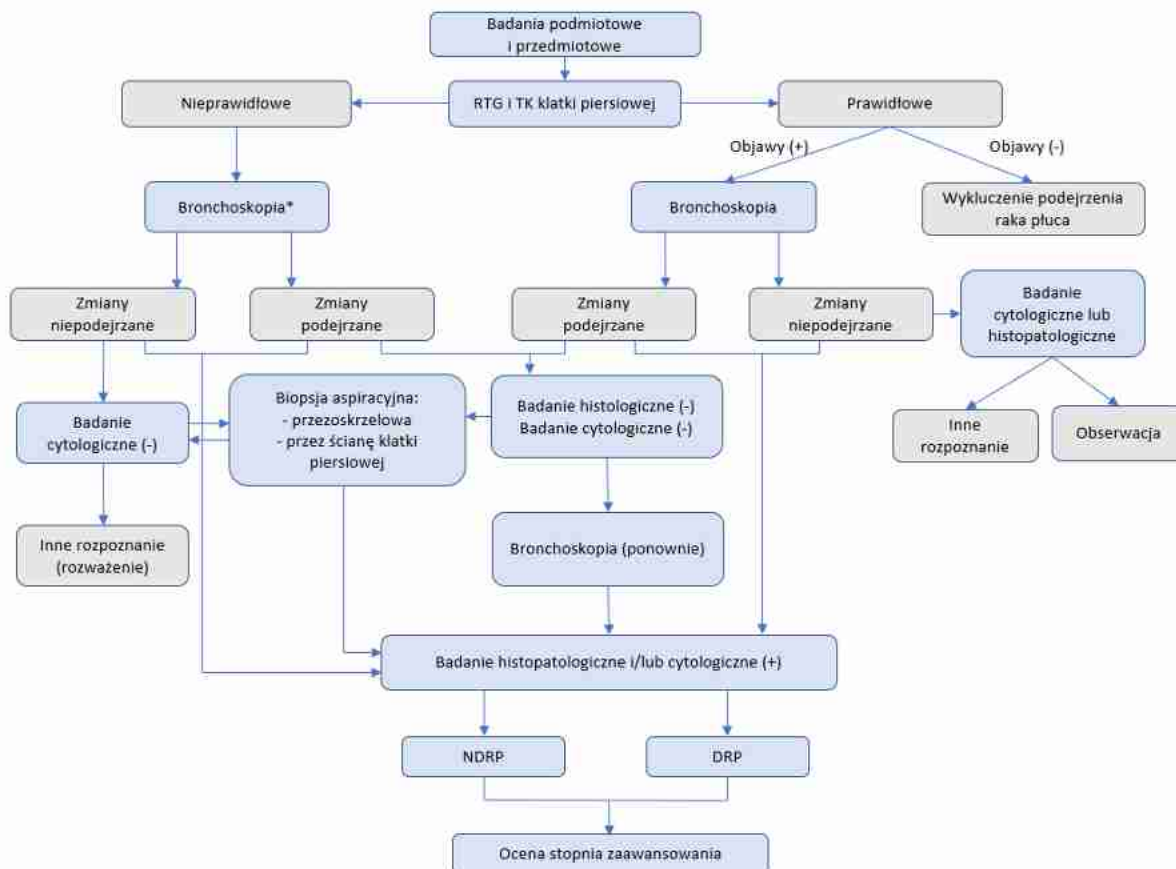 Badania podmiotowe
i przedmiotowe
Nieprawidłowe
RTG I TK klatki piersiowej
Prawidłowe
Objawy (+)
Objawy (-)
Bronchoskopia*
Bronchoskopia
Wykluczenie podejrzenia
raka płuca
Zmiany
niepodejrzane
Zmiany
podejrzane
Zmiany
podejrzane
Zmiany
niepodejrzane
Badanie
cytologiczne lub
histopatologiczne
Badanie
cytologiczne (-)
Biopsja aspiracyjna:
- przezoskrzelowa
- przez ścianę klatki
piersiowej
Badanie histologiczne (-)
Badanie cytologiczne (-)
Inne
rozpoznanie
Obserwacja
Inne rozpoznanie
(rozważenie)
Bronchoskopia (ponownie)
Badanie histopatologiczne i/lub cytologiczne (+)
NDRP
DRP
Ocena stopnia zaawansowania